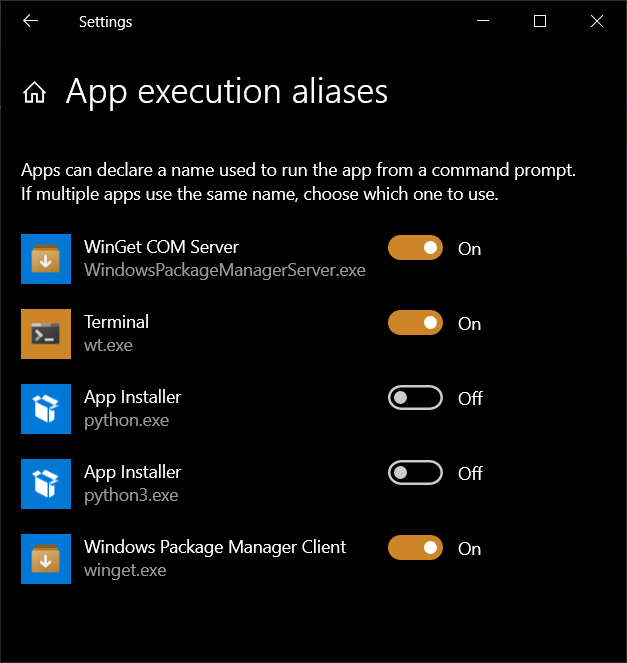 Settings
App execution aliases
Apps can declare a name used to run the app from a command prompt.
If multiple apps use the same name, choose which one to use.
WinGet COM Server
On
WindowsPackageManagerServer.exe
Terminal
On
wt.exe
App Installer
Off
python.exe
App Installer
Off
python3.exe
Windows Package Manager Client
On
winget.exe